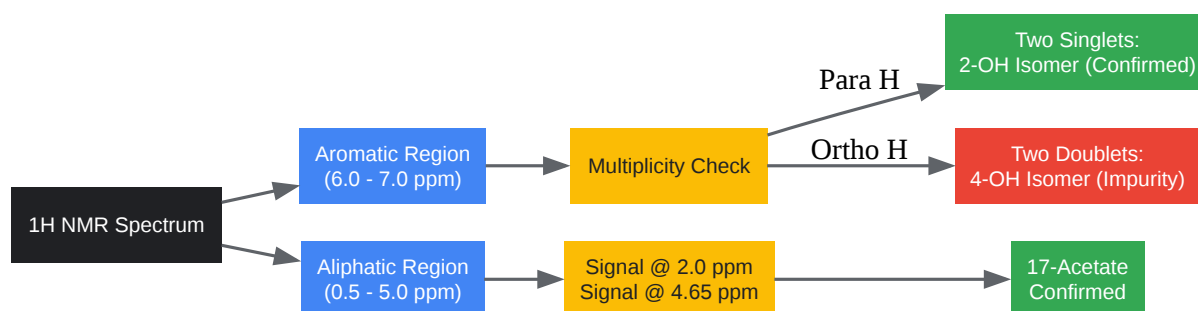 1H NMR Spectrum
Aromatic Region
(6.0 - 7.0 ppm)
Multiplicity Check
Para H
Two Singlets:
2-OH Isomer (Confirmed)
Ortho H
Two Doublets:
4-OH Isomer (Impurity)
Aliphatic Region
(0.5 - 5.0 ppm)
Signal @ 2.0 ppm
Signal @ 4.65 ppm
17-Acetate
Confirmed